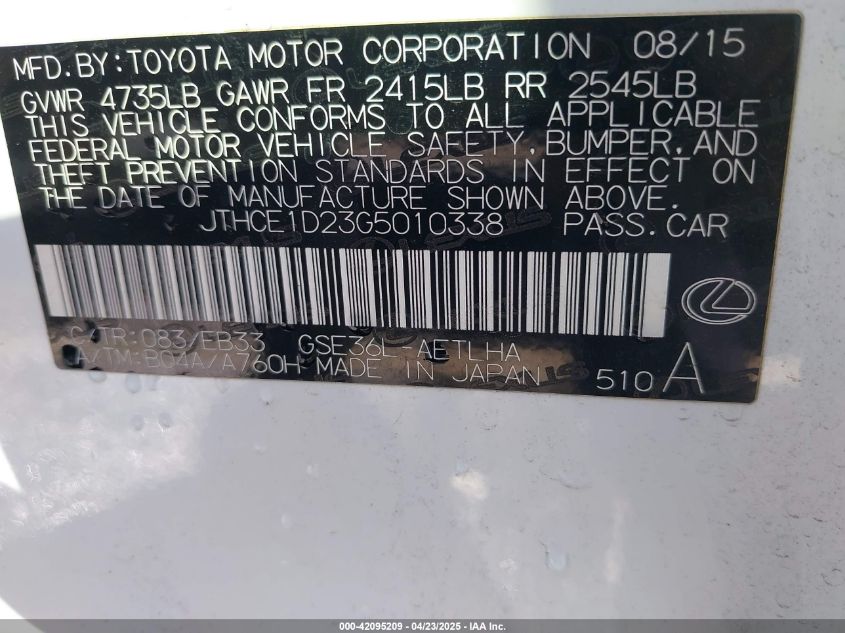 MFD.BY:TOYOTA MOTOR CORPORATION 08/15
GVWR 4735LB GAWR FR 2415LB RR 2545LB
THIS VEHICLE CONFORMS TO ALL APPLICABLE
FEDERAL MOTOR VEHICLE SAFETY, BUMPER, AND
THEFT PREVENTION STANDARDS IN EFFECT ON
THE DATE OF MANUFACTURE SHOWN ABOVE.
JTHCE1D23G5010338 PASS.CAR
C/TR:083/EB33 GSE36L-AETLHA
A/TM:B04A/A760H MADE IN JAPAN 510 A
000-42095209 - 04/23/2025 - IAA Inc.